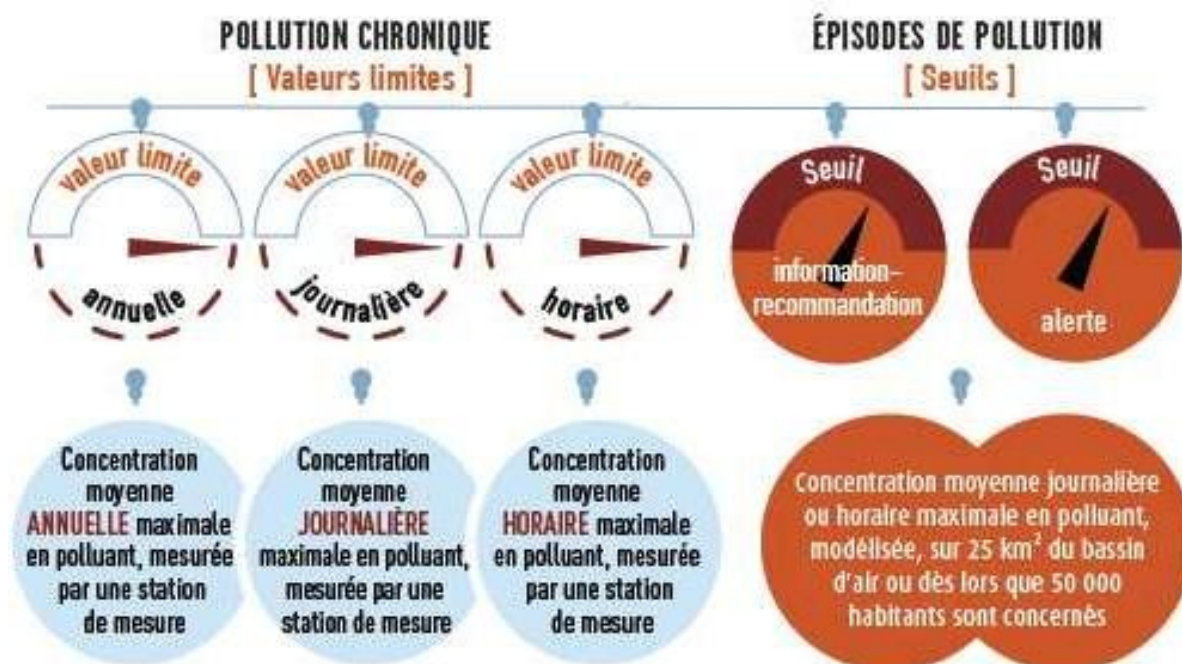 POLLUTION CHRONIQUE
[ Valeurs limites ]
valeur limite
annuelle
valeur limite
journalière
valeur limite
horaire
Concentration
moyenne
ANNUELLE maximale
en polluant, mesurée
par une station
de mesure
Concentration
moyenne
JOURNALIÈRE
maximale en polluant,
mesurée par une
station de mesure
Concentration
moyenne
HORAIRE maximale
en polluant, mesurée
par une station
de mesure
ÉPISODES DE POLLUTION
[ Seuils ]
Seuil
information–
recommandation
Seuil
alerte
Concentration moyenne journalière
ou horaire maximale en polluant,
modélisée, sur 25 km² du bassin
d'air ou dès lors que 50 000
habitants sont concernés